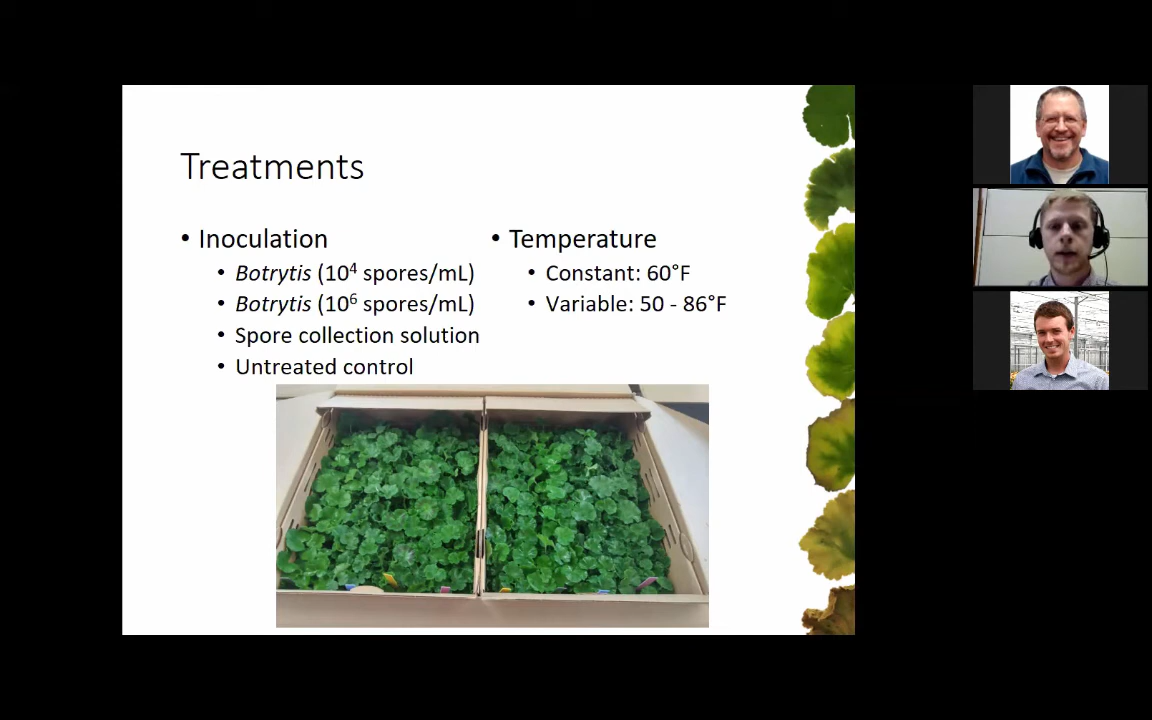 Treatments
• Inoculation
• Botrytis (10⁴ spores/mL)
• Botrytis (10⁶ spores/mL)
• Spore collection solution
• Untreated control
• Temperature
• Constant: 60°F
• Variable: 50 - 86°F